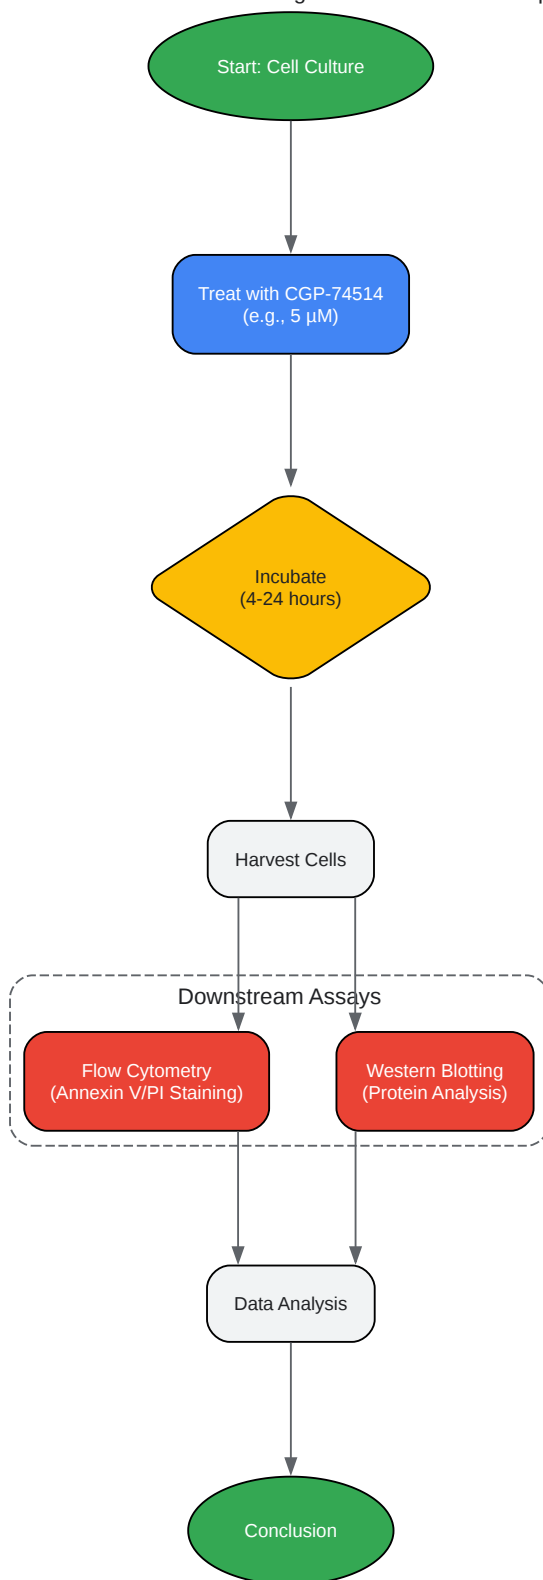 Start: Cell Culture
Treat with CGP-74514
(e.g., 5 µM)
Incubate
(4-24 hours)
Harvest Cells
Downstream Assays
Flow Cytometry
(Annexin V/PI Staining)
Western Blotting
(Protein Analysis)
Data Analysis
Conclusion